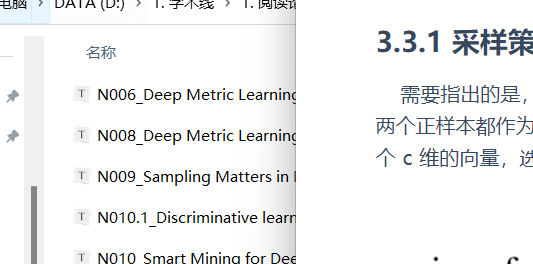 电脑 > DATA (D:) > 1. 学术线 > 1. 阅读论
名称
N006_Deep Metric Learning
N008_Deep Metric Learning
N009_Sampling Matters in
N010.1_Discriminative learn
N010_Smart Mining for Dee
3.3.1 采样策
需要指出的是，
两个正样本都作为
个 c 维的向量，选